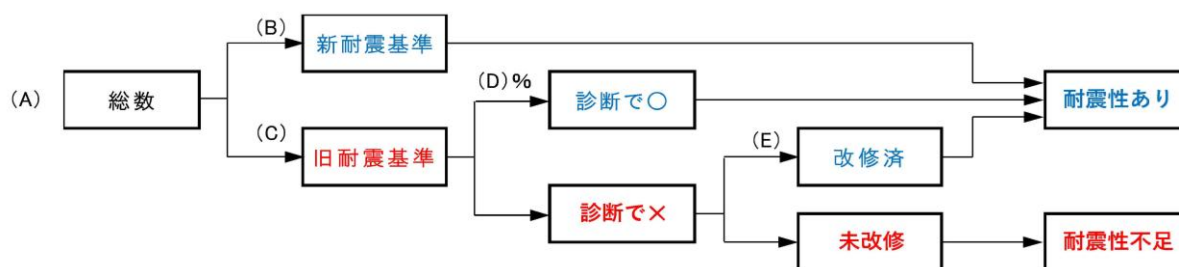 (A)
総数
(B)
新耐震基準
(C)
旧耐震基準
(D)%
診断で○
診断で×
(E)
改修済
未改修
耐震性あり
耐震性不足